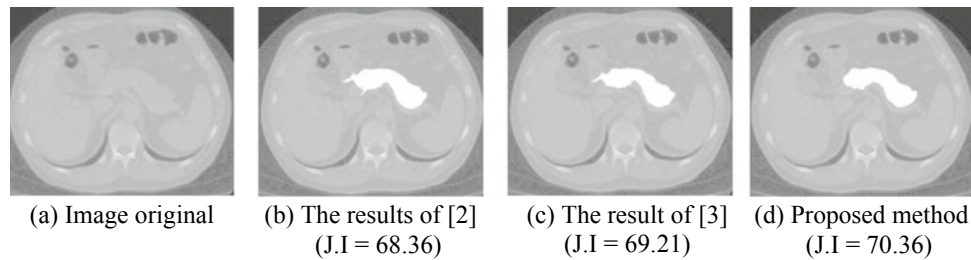 (a) Image original
(b) The results of [2]
(J.I = 68.36)
(c) The result of [3]
(J.I = 69.21)
(d) Proposed method
(J.I = 70.36)